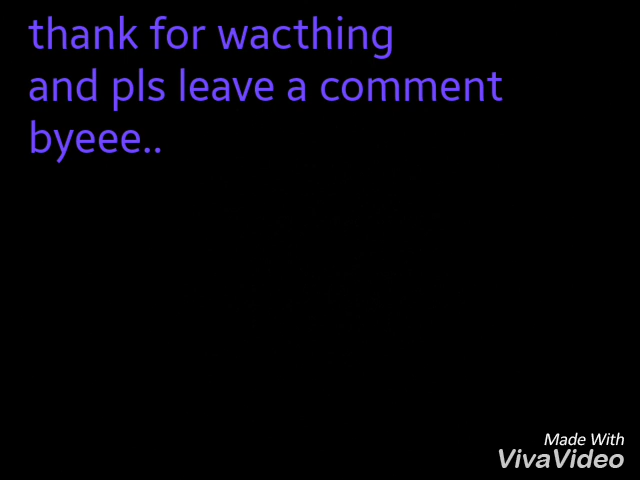 thank for wacthing
and pls leave a comment
byeee..
Made With
VivaVideo